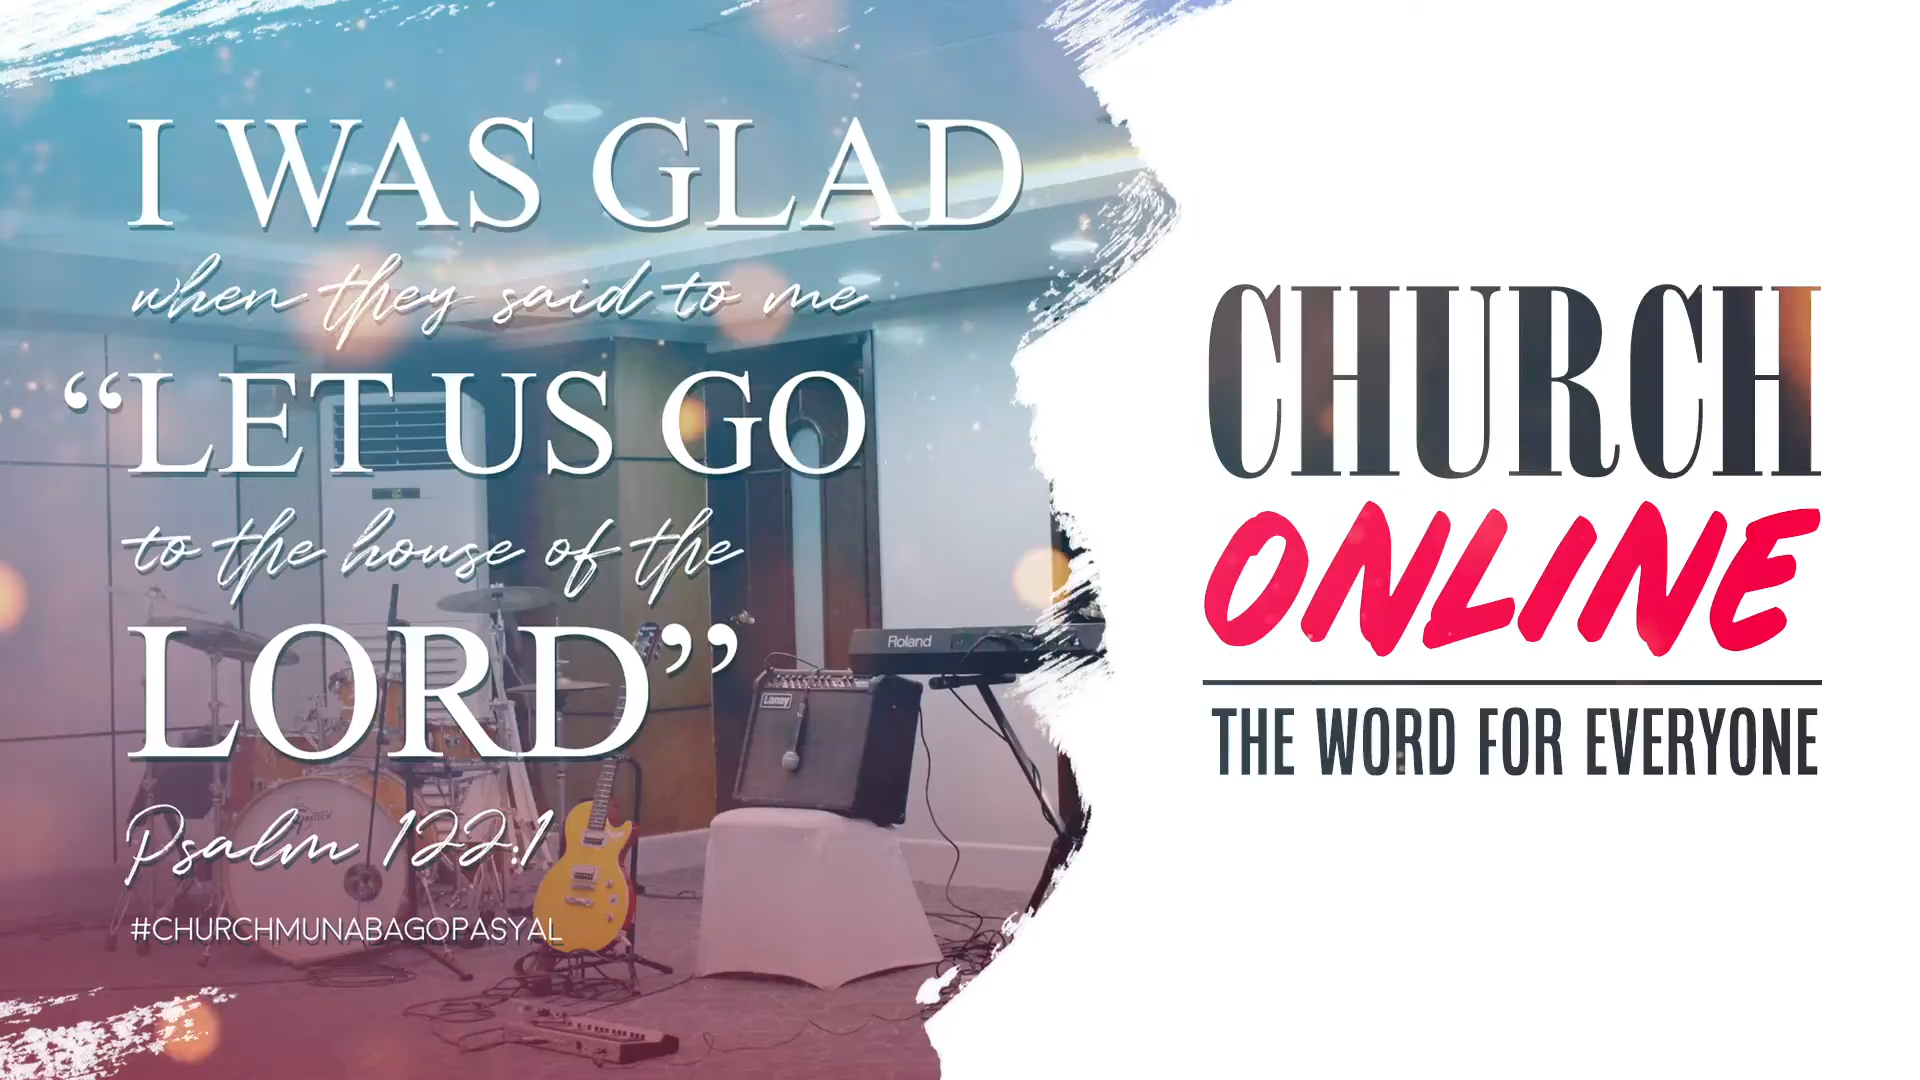 I WAS GLAD
when they said to me
“LET US GO
to the house of the
LORD”
Psalm 122:1
#CHURCHMUNABAGOPASYAL
Roland
Laney
CHURCH
ONLINE
THE WORD FOR EVERYONE